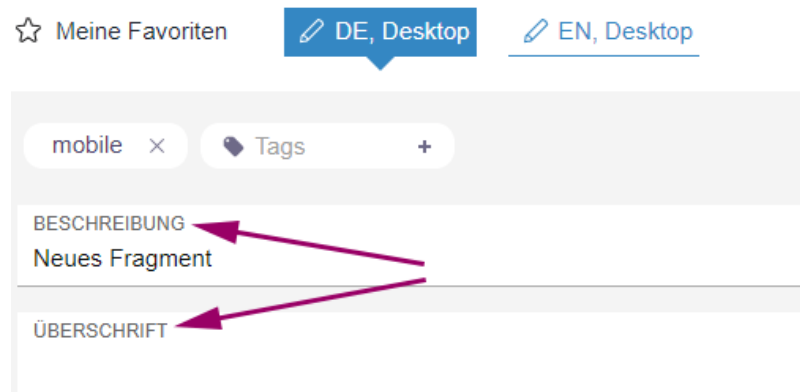 Meine Favoriten DE, Desktop EN, Desktop
mobile Tags
BESCHREIBUNG
Neues Fragment
ÜBERSCHRIFT